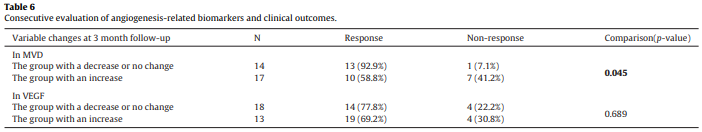 Table 6
Consecutive evaluation of angiogenesis-related biomarkers and clinical outcomes.
Variable changes at 3 month follow-up N Response Non-response Comparison(p-value)
In MVD
The group with a decrease or no change 14 13 (92.9%) 1 (7.1%) 0.045
The group with an increase 17 10 (58.8%) 7 (41.2%)
In VEGF
The group with a decrease or no change 18 14 (77.8%) 4 (22.2%) 0.689
The group with an increase 13 19 (69.2%) 4 (30.8%)